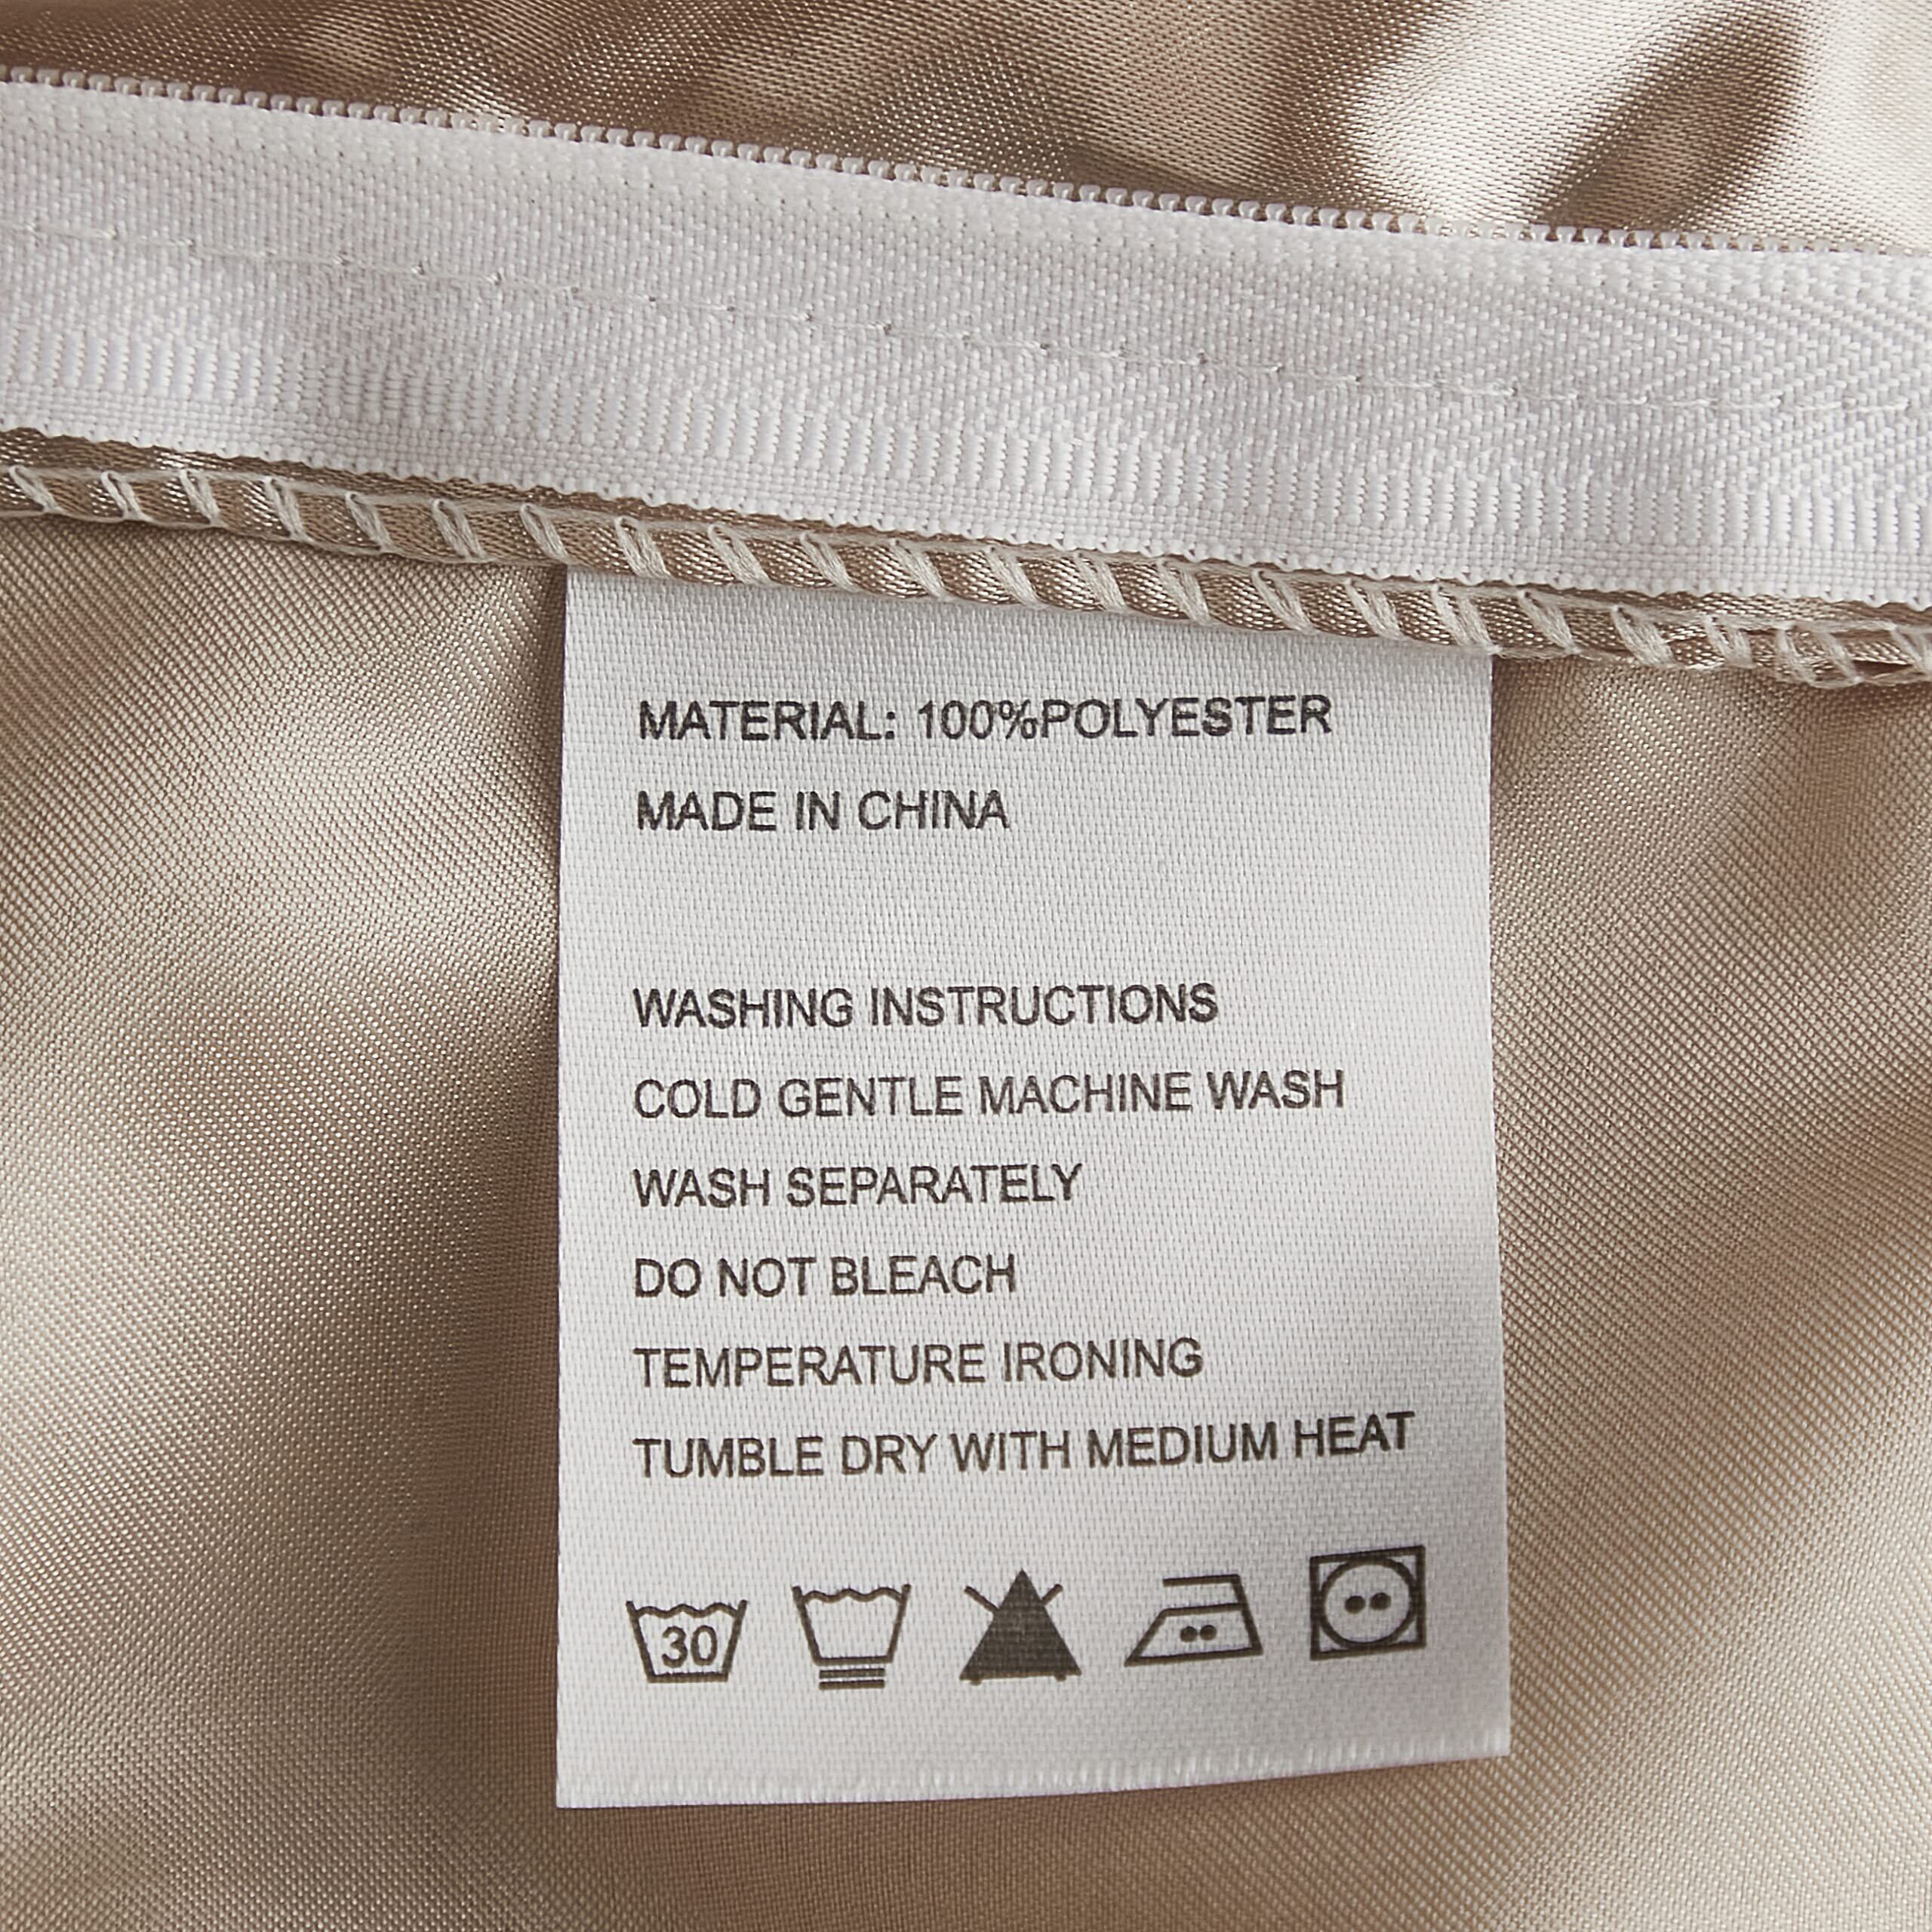 MATERIAL: 100%POLYESTER
MADE IN CHINA
WASHING INSTRUCTIONS
COLD GENTLE MACHINE WASH
WASH SEPARATELY
DO NOT BLEACH
TEMPERATURE IRONING
TUMBLE DRY WITH MEDIUM HEAT
30